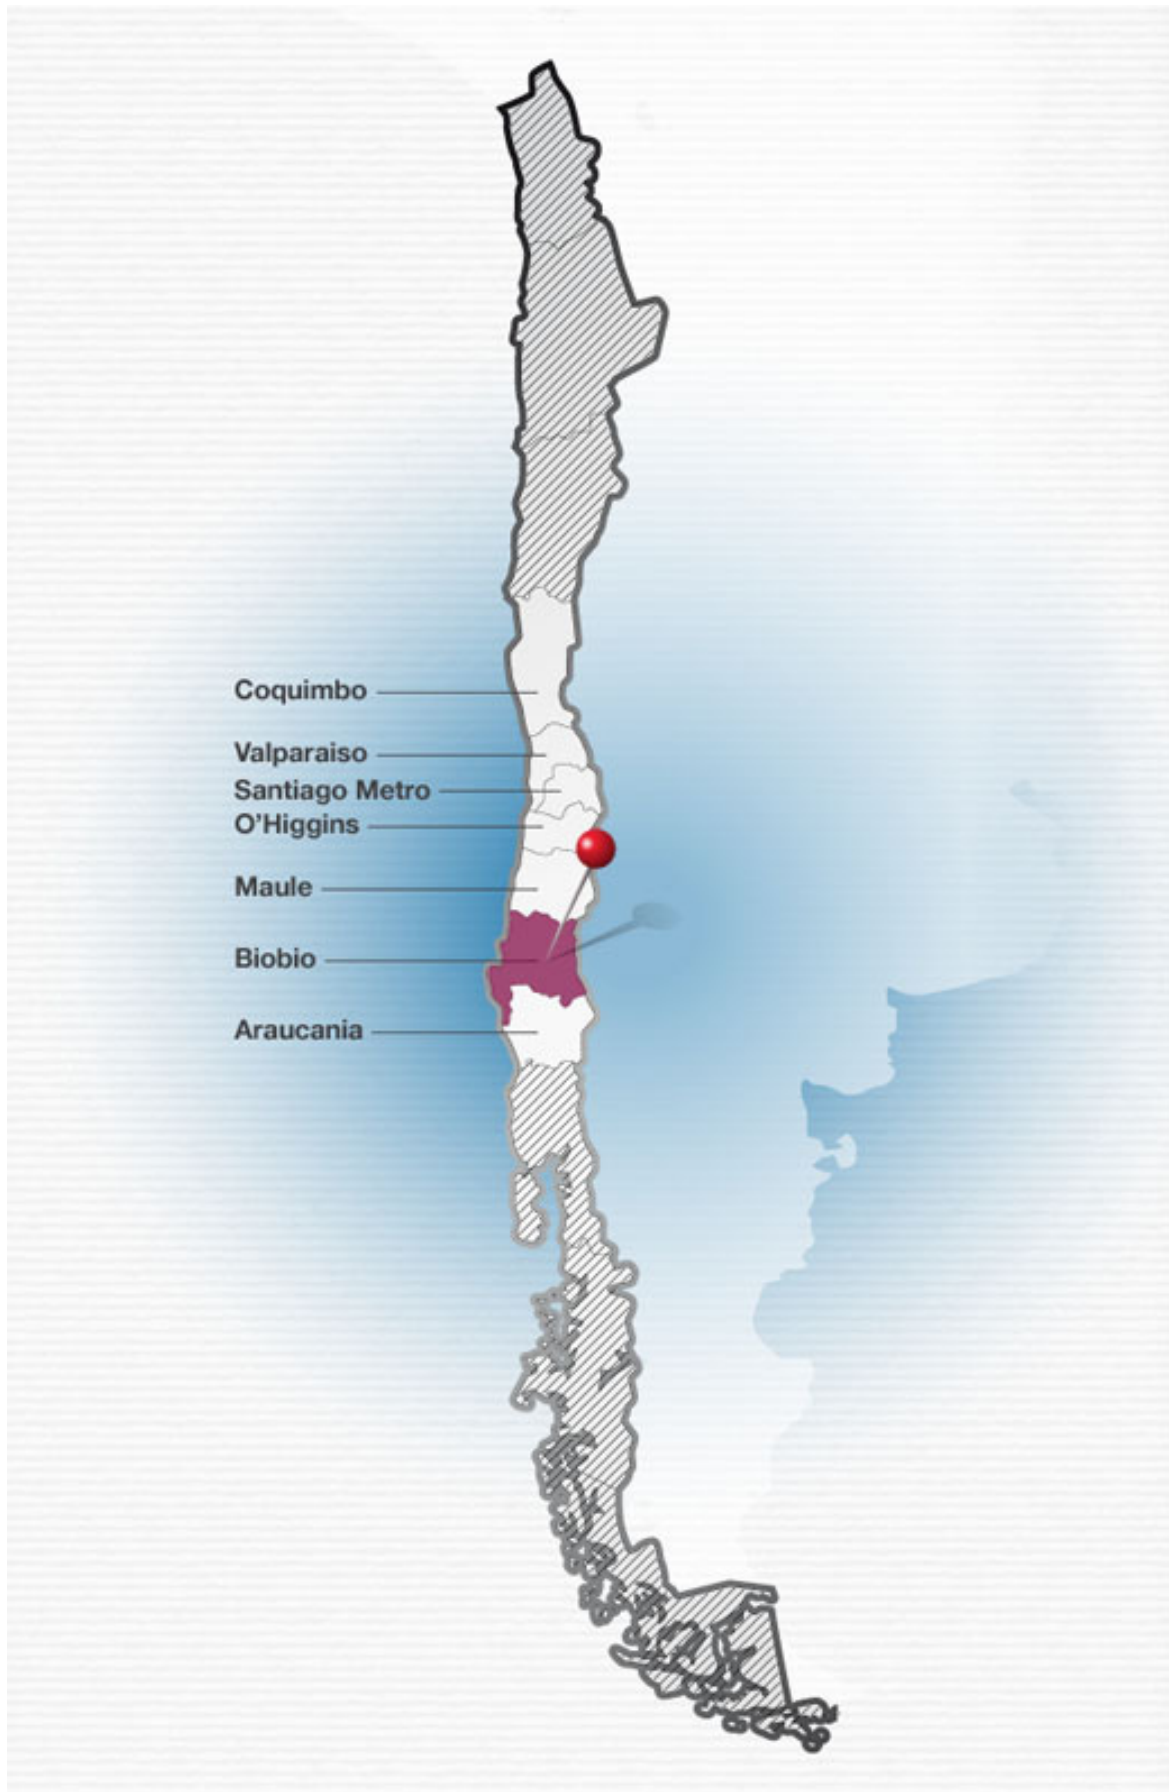 Coquimbo
Valparaiso
Santiago Metro
O'Higgins
Maule
Biobio
Araucania